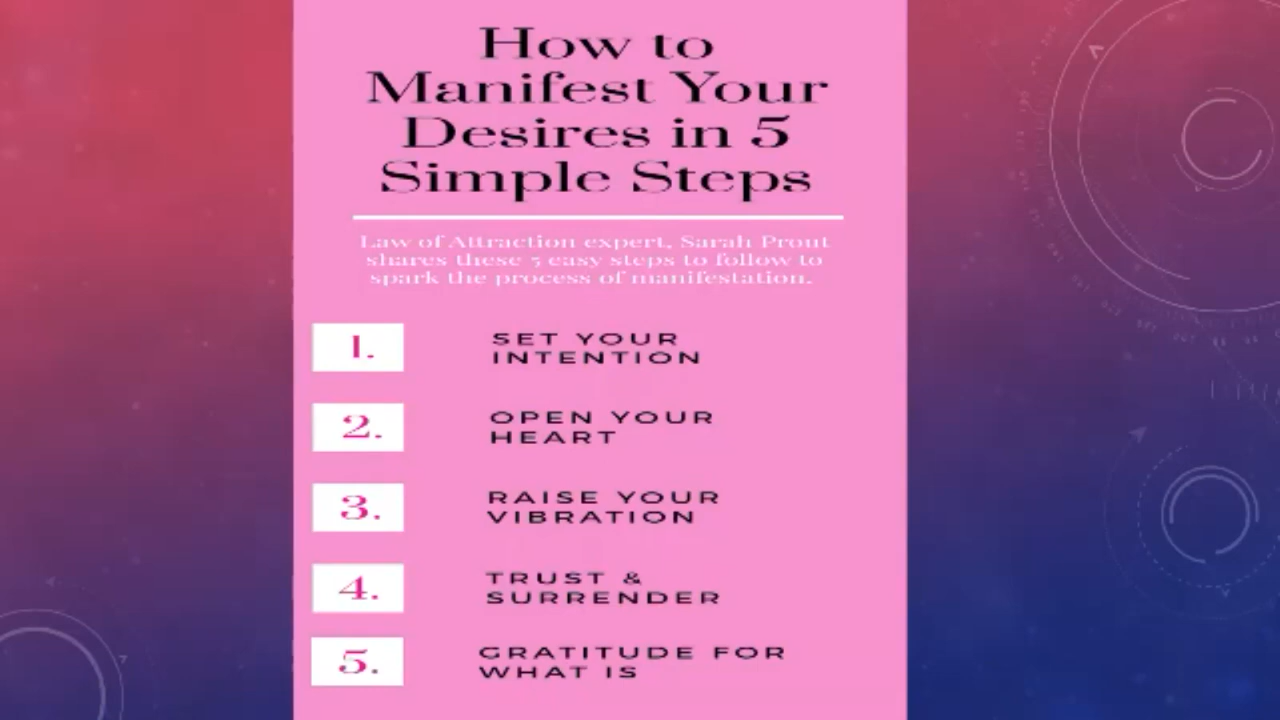 How to
Manifest Your
Desires in 5
Simple Steps
Law of Attraction expert, Sarah Prout
shares these 5 easy steps to follow to
spark the process of manifestation.
1. SET YOUR
INTENTION
2. OPEN YOUR
HEART
3. RAISE YOUR
VIBRATION
4. TRUST &
SURRENDER
5. GRATITUDE FOR
WHAT IS